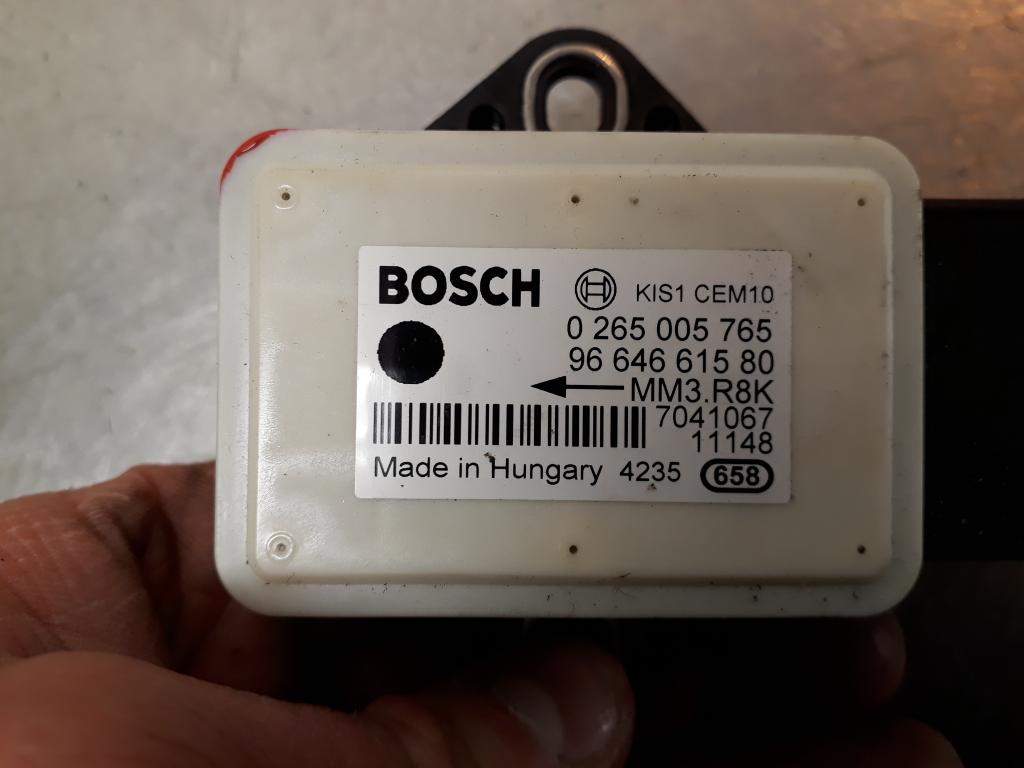 BOSCH KIS1 CEM10
0 265 005 765
96 646 615 80
MM3.R8K
7041067
11148
Made in Hungary 4235 658